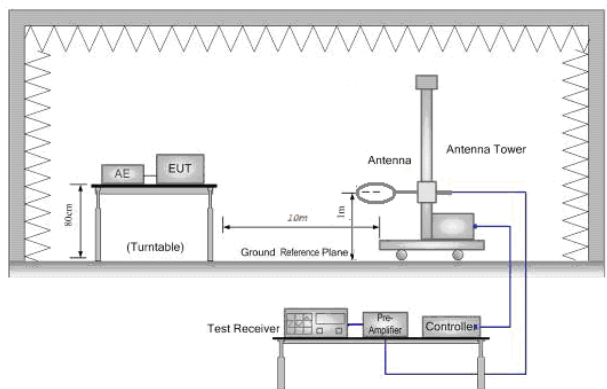 Antenna Tower
Antenna
AE
EUT
80cm
(Turntable)
10m
1m
Ground Reference Plane
Test Receiver
Pre-
Amplifier
Controller